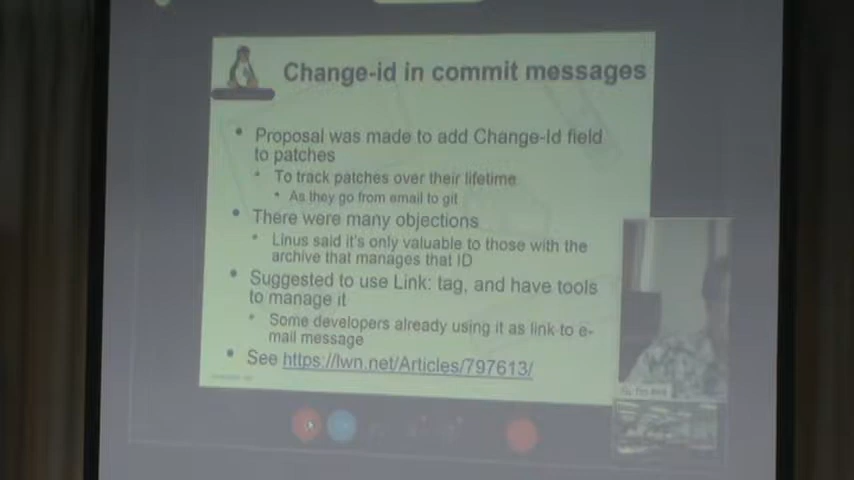 Change-id in commit messages
• Proposal was made to add Change-Id field
to patches
• To track patches over their lifetime
• As they go from email to git
• There were many objections
• Linus said it's only valuable to those with the
archive that manages that ID
• Suggested to use Link: tag, and have tools
to manage it
• Some developers already using it as link to e-
mail message
• See https://lwn.net/Articles/797613/